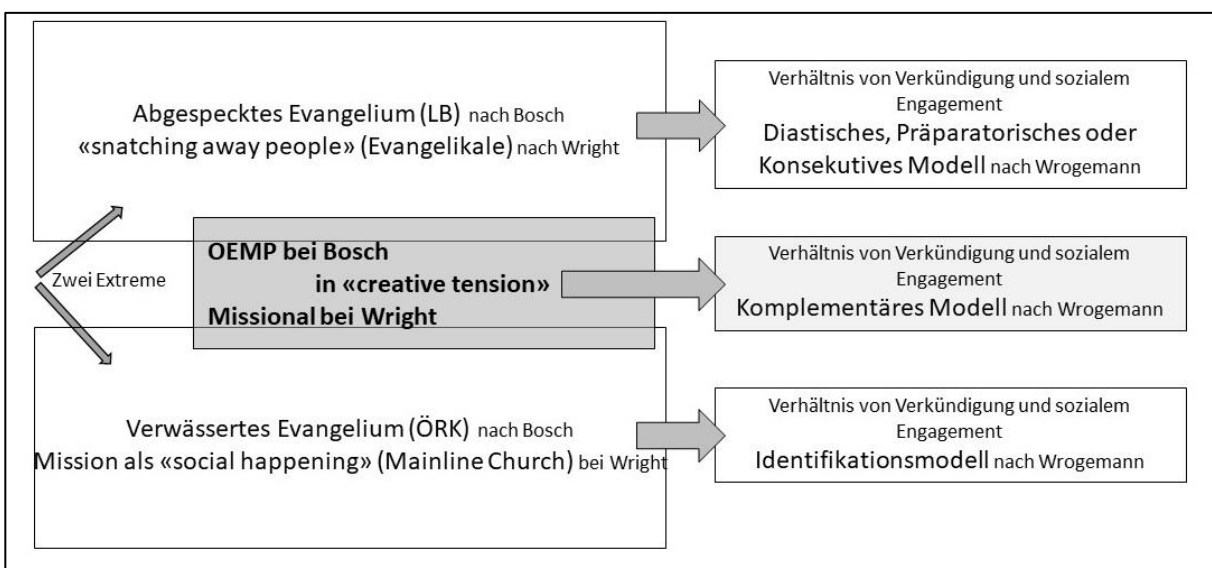 Abgespecktes Evangelium (LB) nach Bosch
«snatching away people» (Evangelikale) nach Wright
Verhältnis von Verkündigung und sozialem
Engagement
Diastisches, Präparatorisches oder
Konsekutives Modell nach Wrogemann
Zwei Extreme
OEMP bei Bosch
in «creative tension»
Missional bei Wright
Verhältnis von Verkündigung und sozialem
Engagement
Komplementäres Modell nach Wrogemann
Verwässertes Evangelium (ÖRK) nach Bosch
Mission als «social happening» (Mainline Church) bei Wright
Verhältnis von Verkündigung und sozialem
Engagement
Identifikationsmodell nach Wrogemann